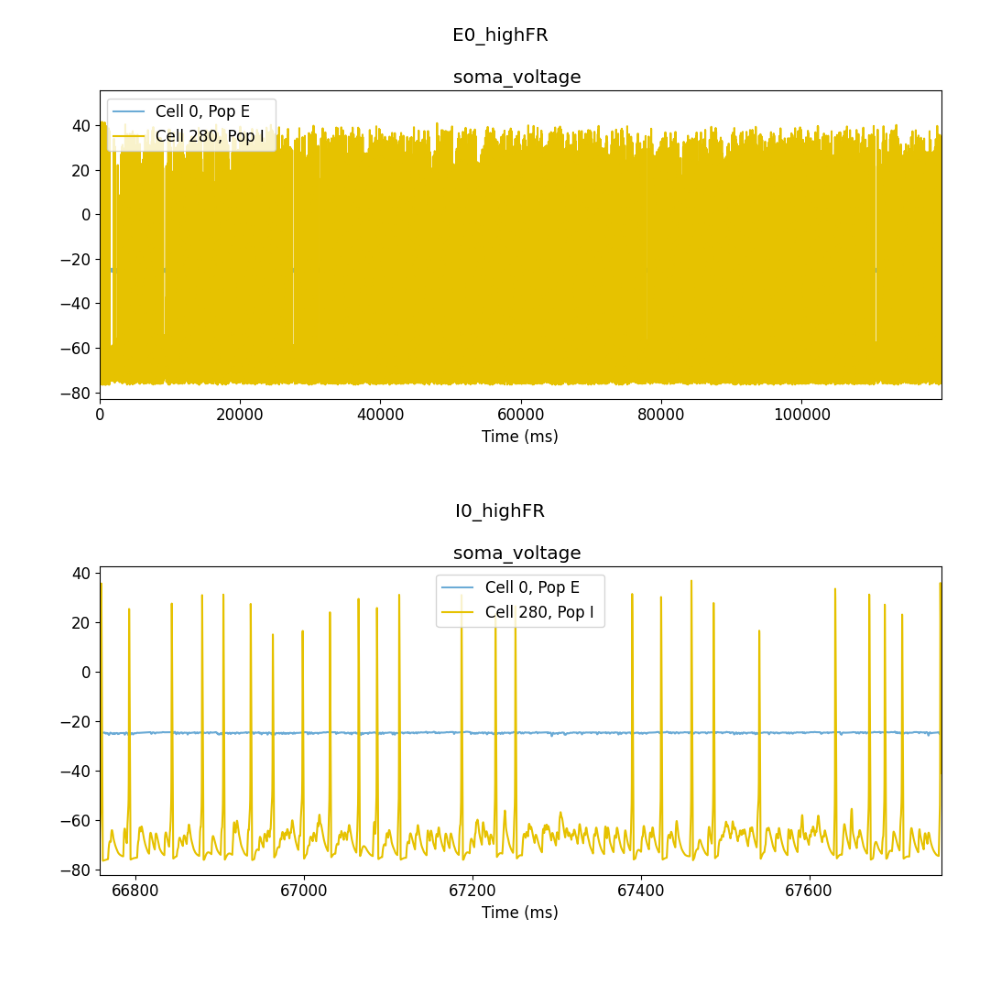 E0_highFR
soma_voltage
Cell 0, Pop E
Cell 280, Pop I
40
20
0
−20
−40
−60
−80
0 20000 40000 60000 80000 100000
Time (ms)
I0_highFR
soma_voltage
Cell 0, Pop E
Cell 280, Pop I
40
20
0
−20
−40
−60
−80
66800 67000 67200 67400 67600
Time (ms)